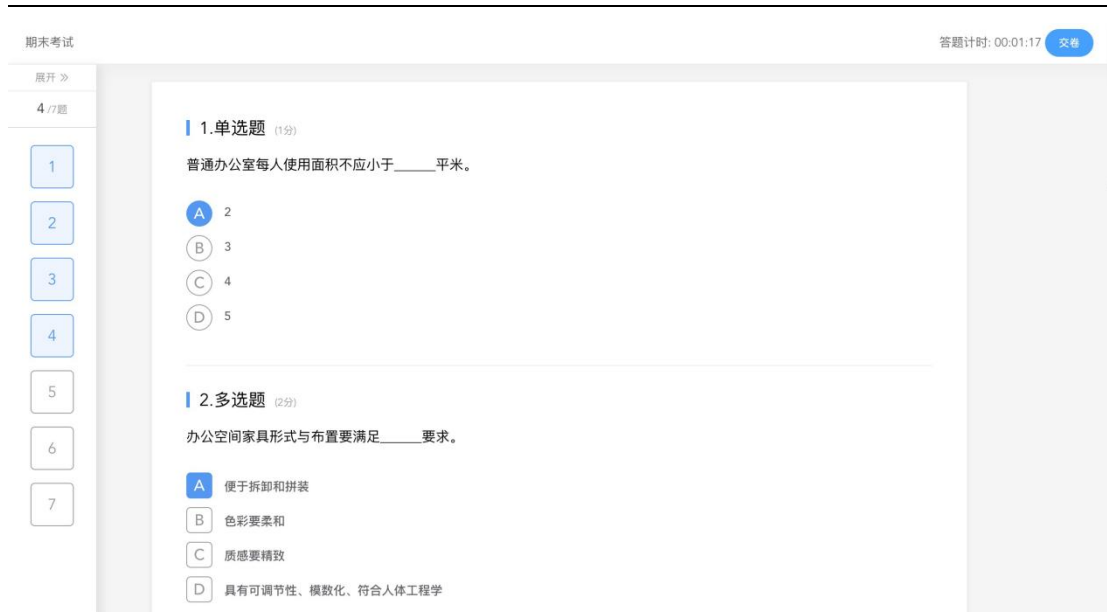 期末考试
答题计时: 00:01:17 交卷
展开 »
4 /7题
1
2
3
4
5
6
7
1.单选题 (1分)
普通办公室每人使用面积不应小于______平米。
A 2
B 3
C 4
D 5
2.多选题 (2分)
办公空间家具形式与布置要满足______要求。
A 便于拆卸和拼装
B 色彩要柔和
C 质感要精致
D 具有可调节性、模数化、符合人体工程学